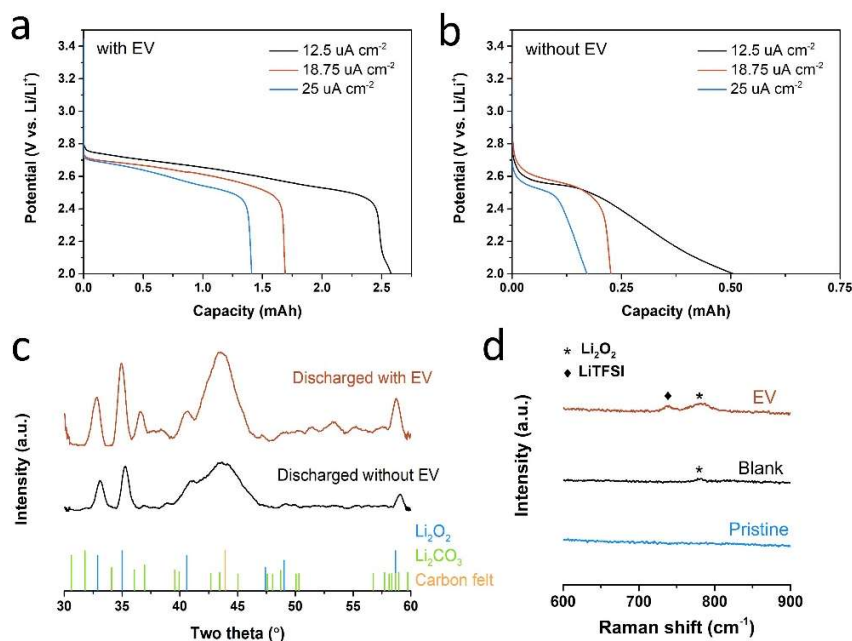 a
with EV
12.5 uA cm⁻²
18.75 uA cm⁻²
25 uA cm⁻²
3.4
3.2
3.0
2.8
2.6
2.4
2.2
2.0
Potential (V vs. Li/Li⁺)
0.0 0.5 1.0 1.5 2.0 2.5
Capacity (mAh)
b
without EV
12.5 uA cm⁻²
18.75 uA cm⁻²
25 uA cm⁻²
3.4
3.2
3.0
2.8
2.6
2.4
2.2
2.0
Potential (V vs. Li/Li⁺)
0.00 0.25 0.50 0.75
Capacity (mAh)
c
Discharged with EV
Discharged without EV
Li₂O₂
Li₂CO₃
Carbon felt
Intensity (a.u.)
30 35 40 45 50 55 60
Two theta (°)
d
* Li₂O₂
♦ LiTFSI
♦ *
EV
*
Blank
Pristine
Intensity (a.u.)
600 700 800 900
Raman shift (cm⁻¹)